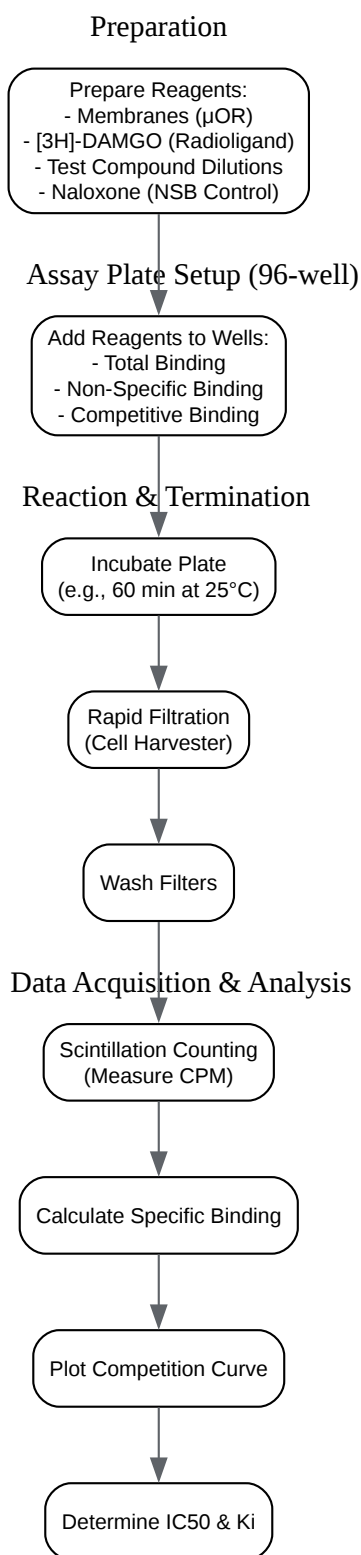 Preparation
Prepare Reagents:
- Membranes (μOR)
- [3H]-DAMGO (Radioligand)
- Test Compound Dilutions
- Naloxone (NSB Control)
Assay Plate Setup (96-well)
Add Reagents to Wells:
- Total Binding
- Non-Specific Binding
- Competitive Binding
Reaction & Termination
Incubate Plate
(e.g., 60 min at 25°C)
Rapid Filtration
(Cell Harvester)
Wash Filters
Data Acquisition & Analysis
Scintillation Counting
(Measure CPM)
Calculate Specific Binding
Plot Competition Curve
Determine IC50 & Ki